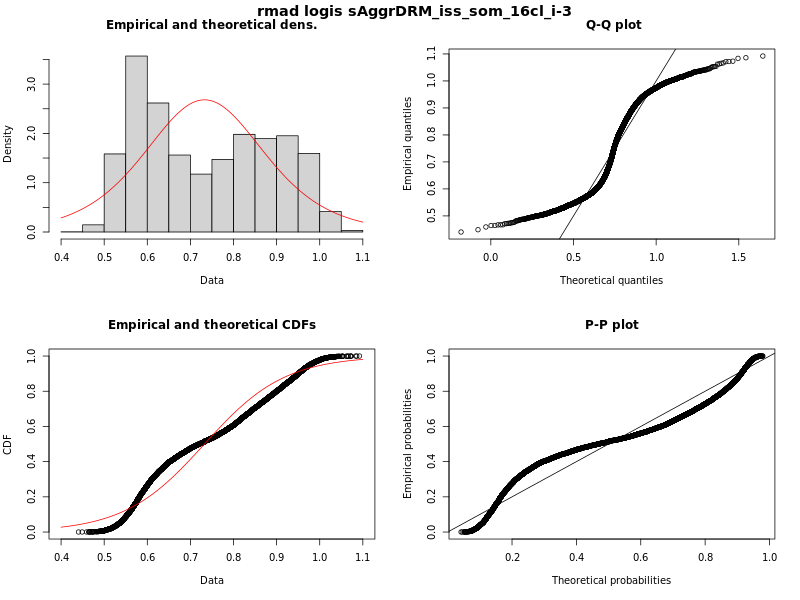 rmad logis sAggrDRM_iss_som_16cl_i-3
Empirical and theoretical dens.
Density
0.0 1.0 2.0 3.0
0.4 0.5 0.6 0.7 0.8 0.9 1.0 1.1
Data
Q-Q plot
Empirical quantiles
0.5 0.6 0.7 0.8 0.9 1.0 1.1
0.0 0.5 1.0 1.5
Theoretical quantiles
Empirical and theoretical CDFs
CDF
0.0 0.2 0.4 0.6 0.8 1.0
0.4 0.5 0.6 0.7 0.8 0.9 1.0 1.1
Data
P-P plot
Empirical probabilities
0.0 0.2 0.4 0.6 0.8 1.0
0.2 0.4 0.6 0.8 1.0
Theoretical probabilities